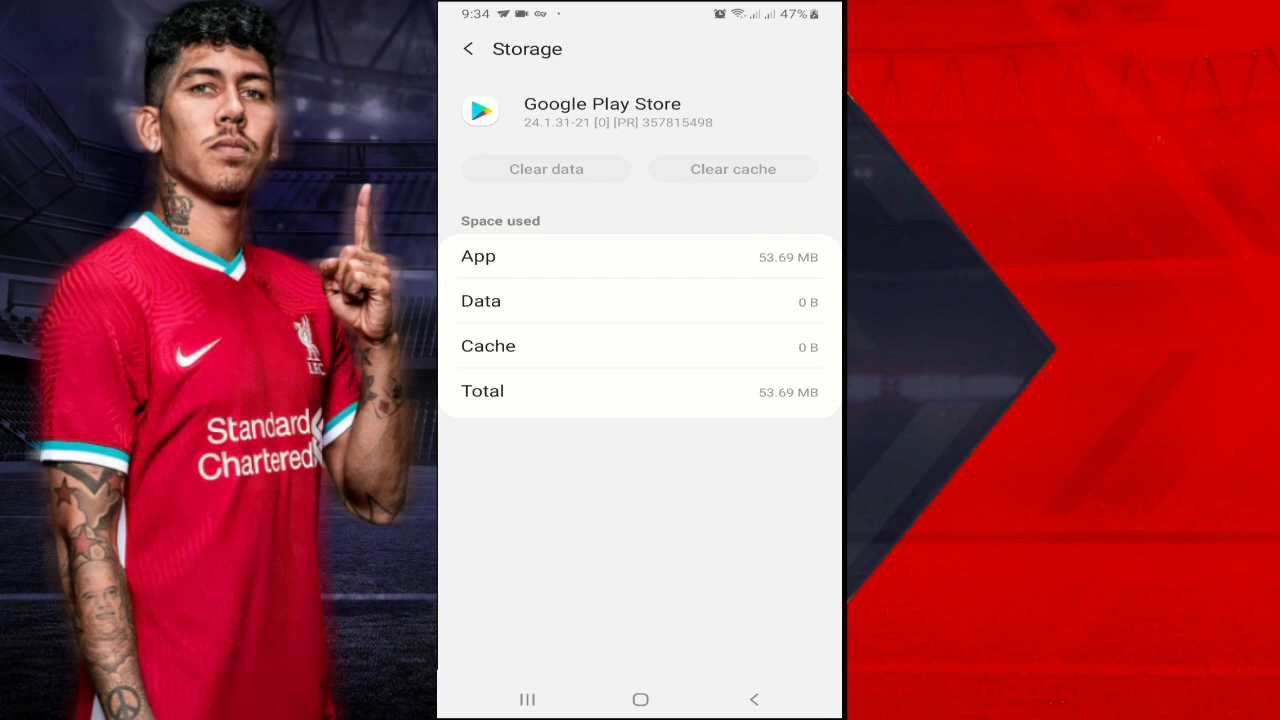 9:34
47%
Storage
Google Play Store
24.1.31-21 [0] [PR] 357815498
Clear data
Clear cache
Space used
App
53.69 MB
Data
0 B
Cache
0 B
Total
53.69 MB
L.F.C.
Standard
Chartered